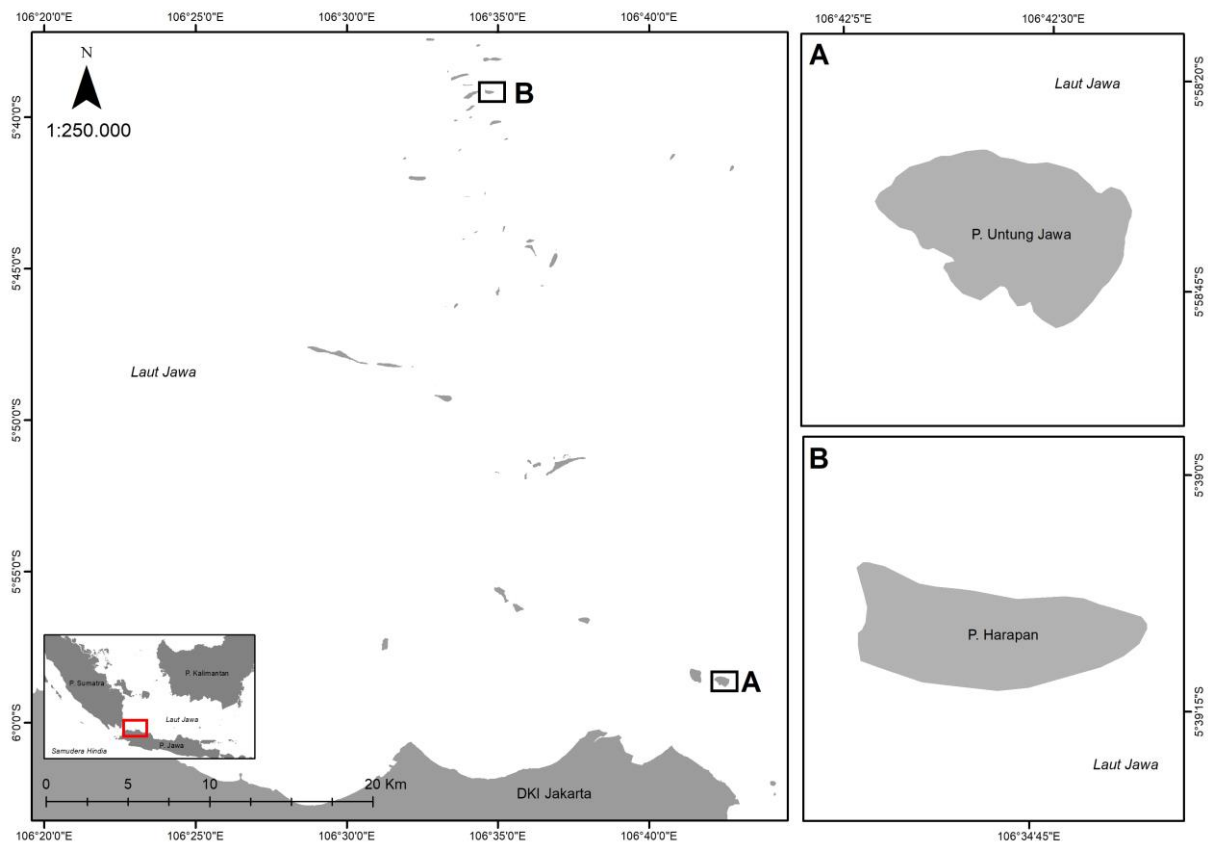 106°20'0"E 106°25'0"E 106°30'0"E 106°35'0"E 106°40'0"E
N
1:250.000
5°40'0"S
5°45'0"S
5°50'0"S
5°55'0"S
6°0'0"S
B
Laut Jawa
A
P. Sumatra
P. Kalimantan
Laut Jawa
P. Jawa
Samudera Hindia
0 5 10 20 Km
DKI Jakarta
106°20'0"E 106°25'0"E 106°30'0"E 106°35'0"E 106°40'0"E
106°42'5"E 106°42'30"E
A
Laut Jawa
5°58'20"S
P. Untung Jawa
5°58'45"S
B
5°39'0"S
P. Harapan
5°39'15"S
Laut Jawa
106°34'45"E